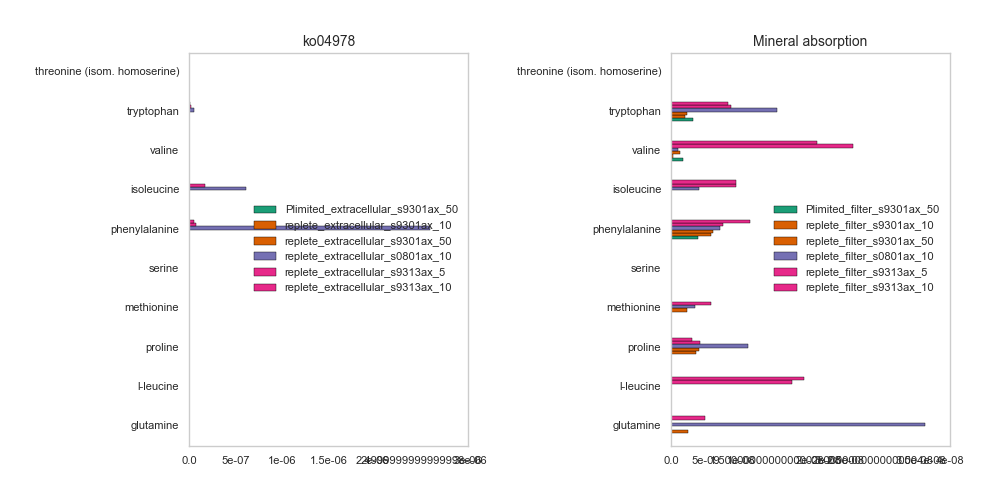 ko04978
threonine (isom. homoserine)
tryptophan
valine
isoleucine
phenylalanine
serine
methionine
proline
l-leucine
glutamine
Plimited_extracellular_s9301ax_50
replete_extracellular_s9301ax_10
replete_extracellular_s9301ax_50
replete_extracellular_s0801ax_10
replete_extracellular_s9313ax_5
replete_extracellular_s9313ax_10
0.0 5e-07 1e-06 1.5e-06
Mineral absorption
threonine (isom. homoserine)
tryptophan
valine
isoleucine
phenylalanine
serine
methionine
proline
l-leucine
glutamine
Plimited_filter_s9301ax_50
replete_filter_s9301ax_10
replete_filter_s9301ax_50
replete_filter_s0801ax_10
replete_filter_s9313ax_5
replete_filter_s9313ax_10
0.0